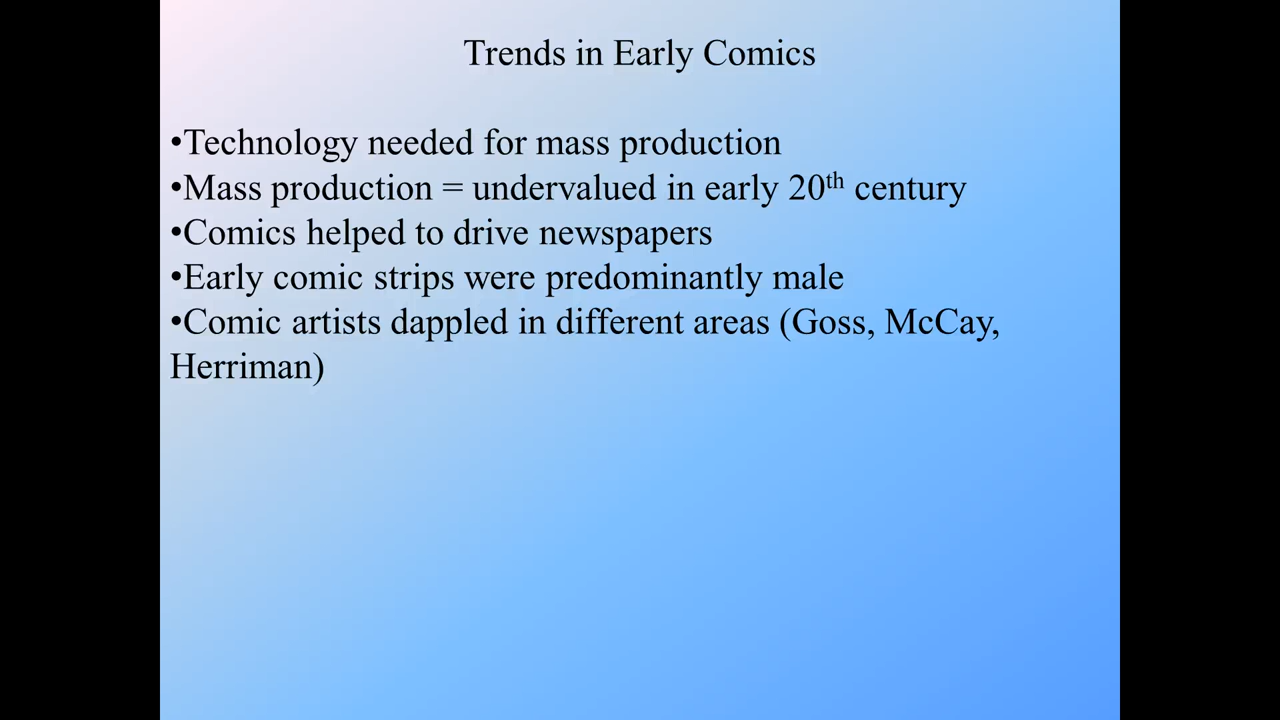 Trends in Early Comics
•Technology needed for mass production
•Mass production = undervalued in early 20th century
•Comics helped to drive newspapers
•Early comic strips were predominantly male
•Comic artists dappled in different areas (Goss, McCay,
Herriman)